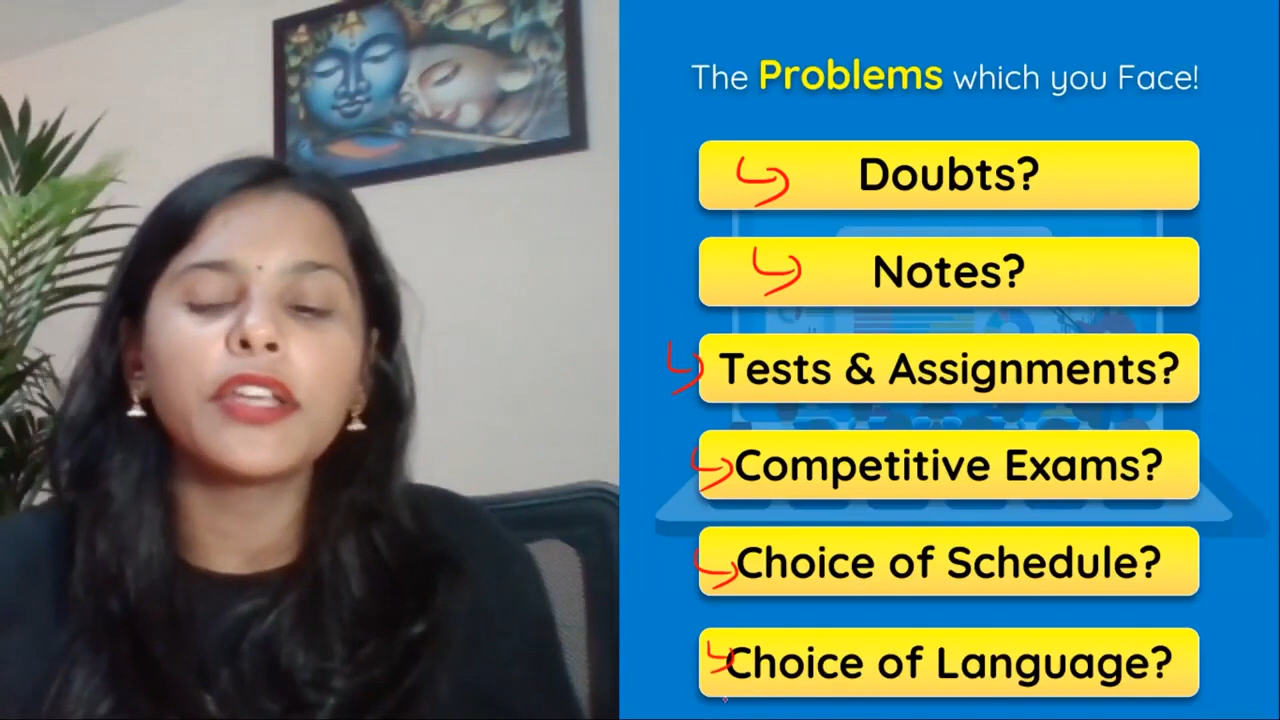 The Problems which you Face!
Doubts?
Notes?
Tests & Assignments?
Competitive Exams?
Choice of Schedule?
Choice of Language?